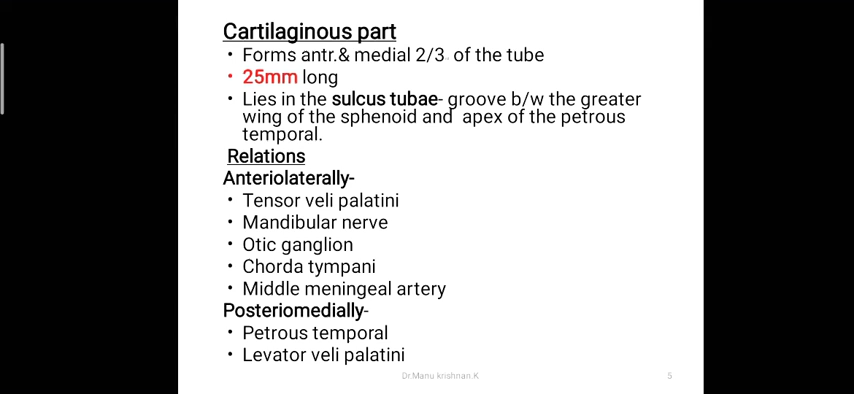 Cartilaginous part
• Forms antr.& medial 2/3 of the tube
• 25mm long
• Lies in the sulcus tubae- groove b/w the greater
wing of the sphenoid and apex of the petrous
temporal.
Relations
Anteriolaterally-
• Tensor veli palatini
• Mandibular nerve
• Otic ganglion
• Chorda tympani
• Middle meningeal artery
Posteriomedially-
• Petrous temporal
• Levator veli palatini
Dr.Manu krishnan.K
5